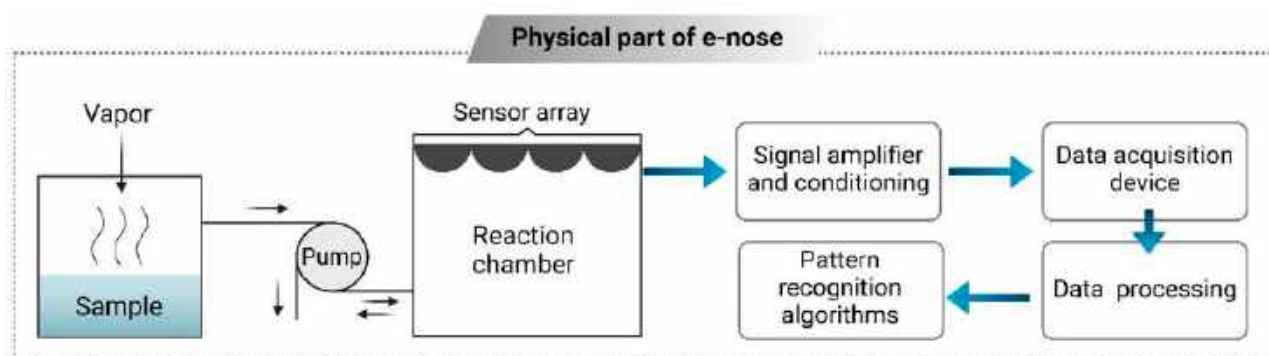 Physical part of e-nose
Vapor
Sample
Pump
Sensor array
Reaction
chamber
Signal amplifier
and conditioning
Data acquisition
device
Data processing
Pattern
recognition
algorithms